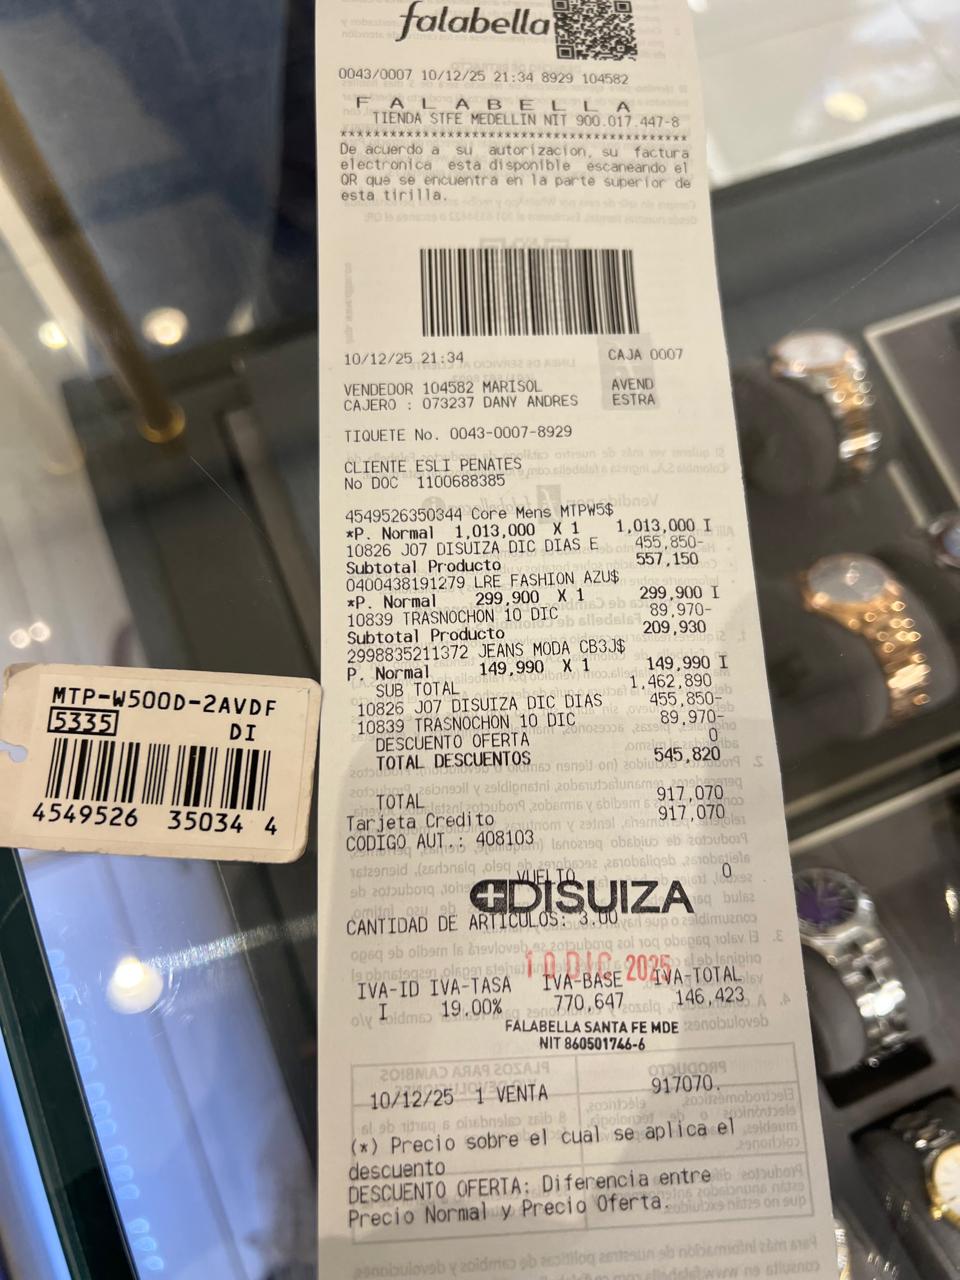 falabella
0043/0007 10/12/25 21:34 8929 104582
F A L A B E L L A
TIENDA STFE MEDELLIN NIT 900.017.447-8
******************************************
De acuerdo a su autorizacion, su factura
electronica esta disponible escaneando el
QR que se encuentra en la parte superior de
esta tirilla.
10/12/25 21:34 CAJA 0007
VENDEDOR 104582 MARISOL AVEND
CAJERO : 073237 DANY ANDRES ESTRA
TIQUETE No. 0043-0007-8929
CLIENTE ESLI PENATES
No DOC 1100688385
4549526350344 Core Mens MTPW5$
*P. Normal 1,013,000 X 1 1,013,000 I
10826 J07 DISUIZA DIC DIAS E 455,850-
Subtotal Producto 557,150
0400438191279 LRE FASHION AZU$
*P. Normal 299,900 X 1 299,900 I
10839 TRASNOCHON 10 DIC 89,970-
Subtotal Producto 209,930
2998835211372 JEANS MODA CB3J$
P. Normal 149,990 X 1 149,990 I
SUB TOTAL 1,462,890
10826 J07 DISUIZA DIC DIAS 455,850-
10839 TRASNOCHON 10 DIC 89,970-
DESCUENTO OFERTA 0
TOTAL DESCUENTOS 545,820
TOTAL 917,070
Tarjeta Credito 917,070
CODIGO AUT.: 408103
VUELTO 0
DISUIZA
CANTIDAD DE ARTICULOS: 3.00
10 DIC 2025
IVA-ID IVA-TASA IVA-BASE IVA-TOTAL
I 19.00% 770,647 146,423
FALABELLA SANTA FE MDE
NIT 860501746-6
10/12/25 1 VENTA 917070.
(*) Precio sobre el cual se aplica el
descuento
DESCUENTO OFERTA: Diferencia entre
Precio Normal y Precio Oferta.
MTP-W500D-2AVDF
5335 DI
4549526 35034 4